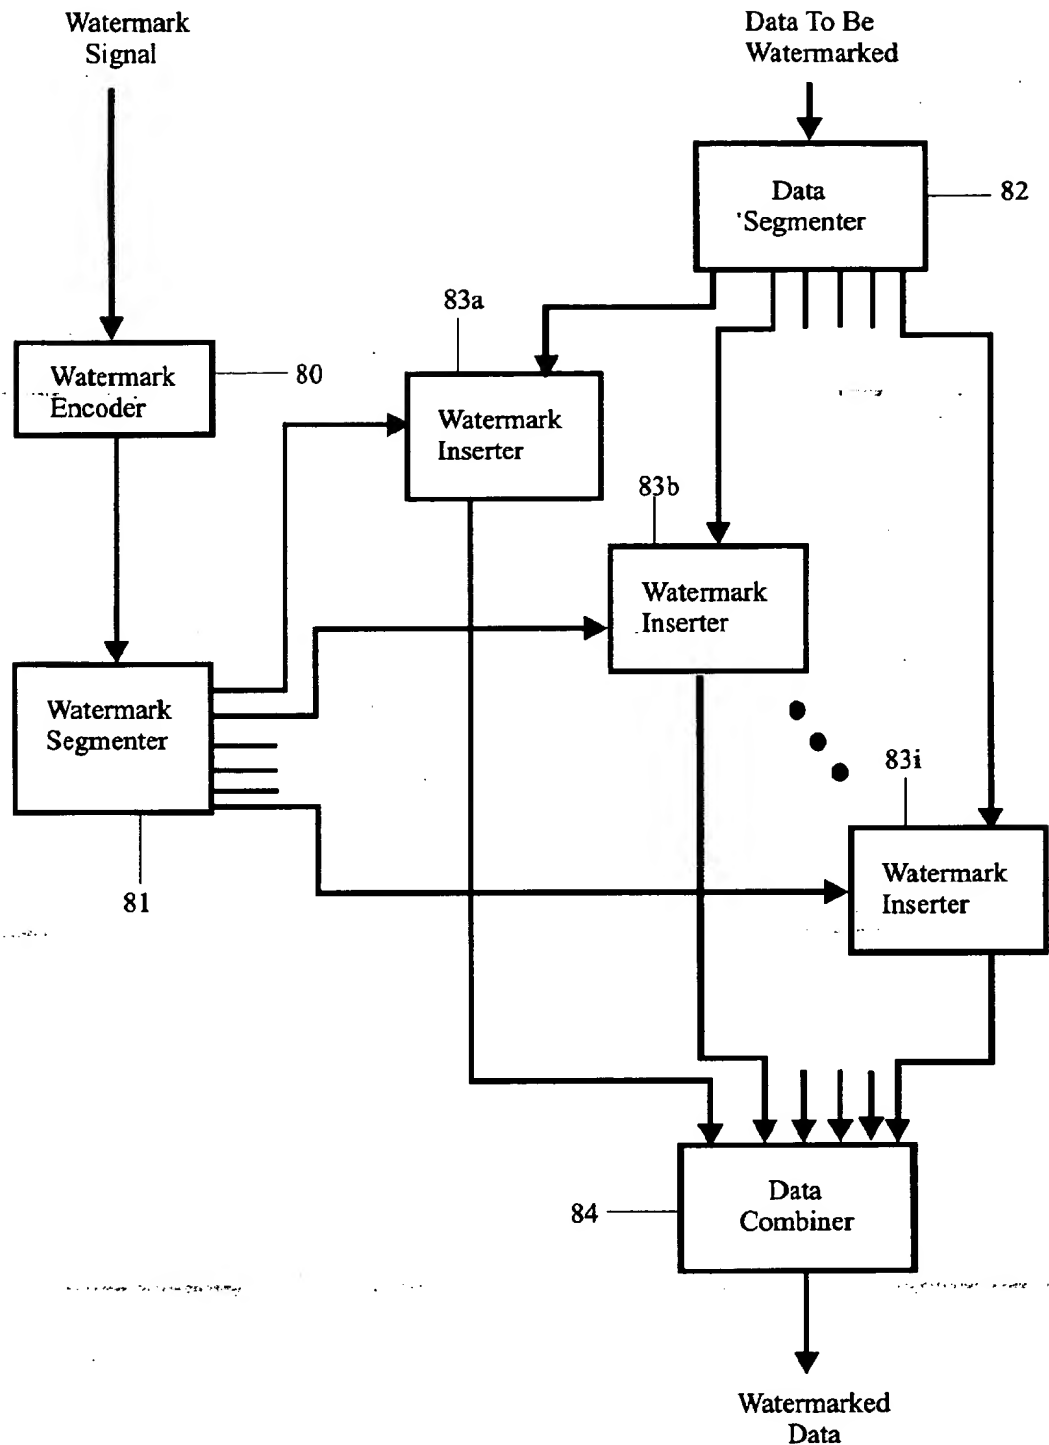 Watermark
Signal
Data To Be
Watermarked
Data
Segmenter
82
83a
Watermark
Encoder
80
Watermark
Inserter
83b
Watermark
Inserter
Watermark
Segmenter
81
83i
Watermark
Inserter
Data
Combiner
84
Watermarked
Data